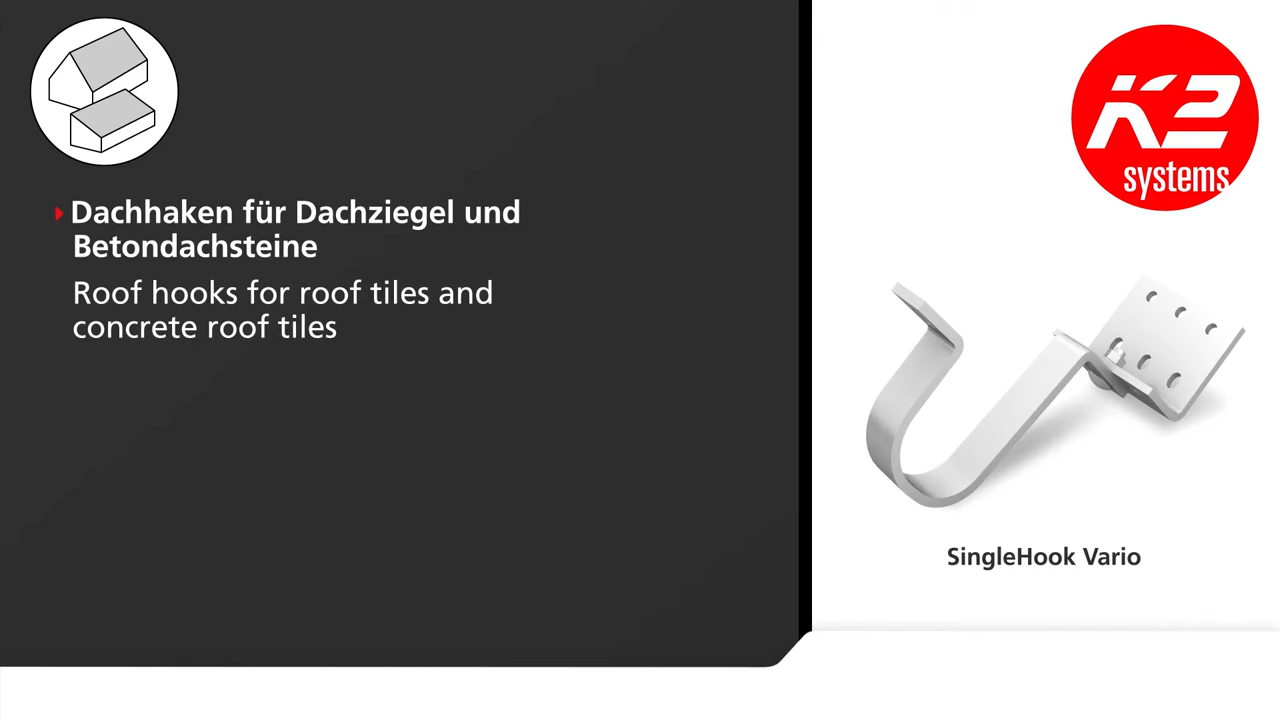 Dachhaken für Dachziegel und
Betondachsteine
Roof hooks for roof tiles and
concrete roof tiles
K2
systems
SingleHook Vario